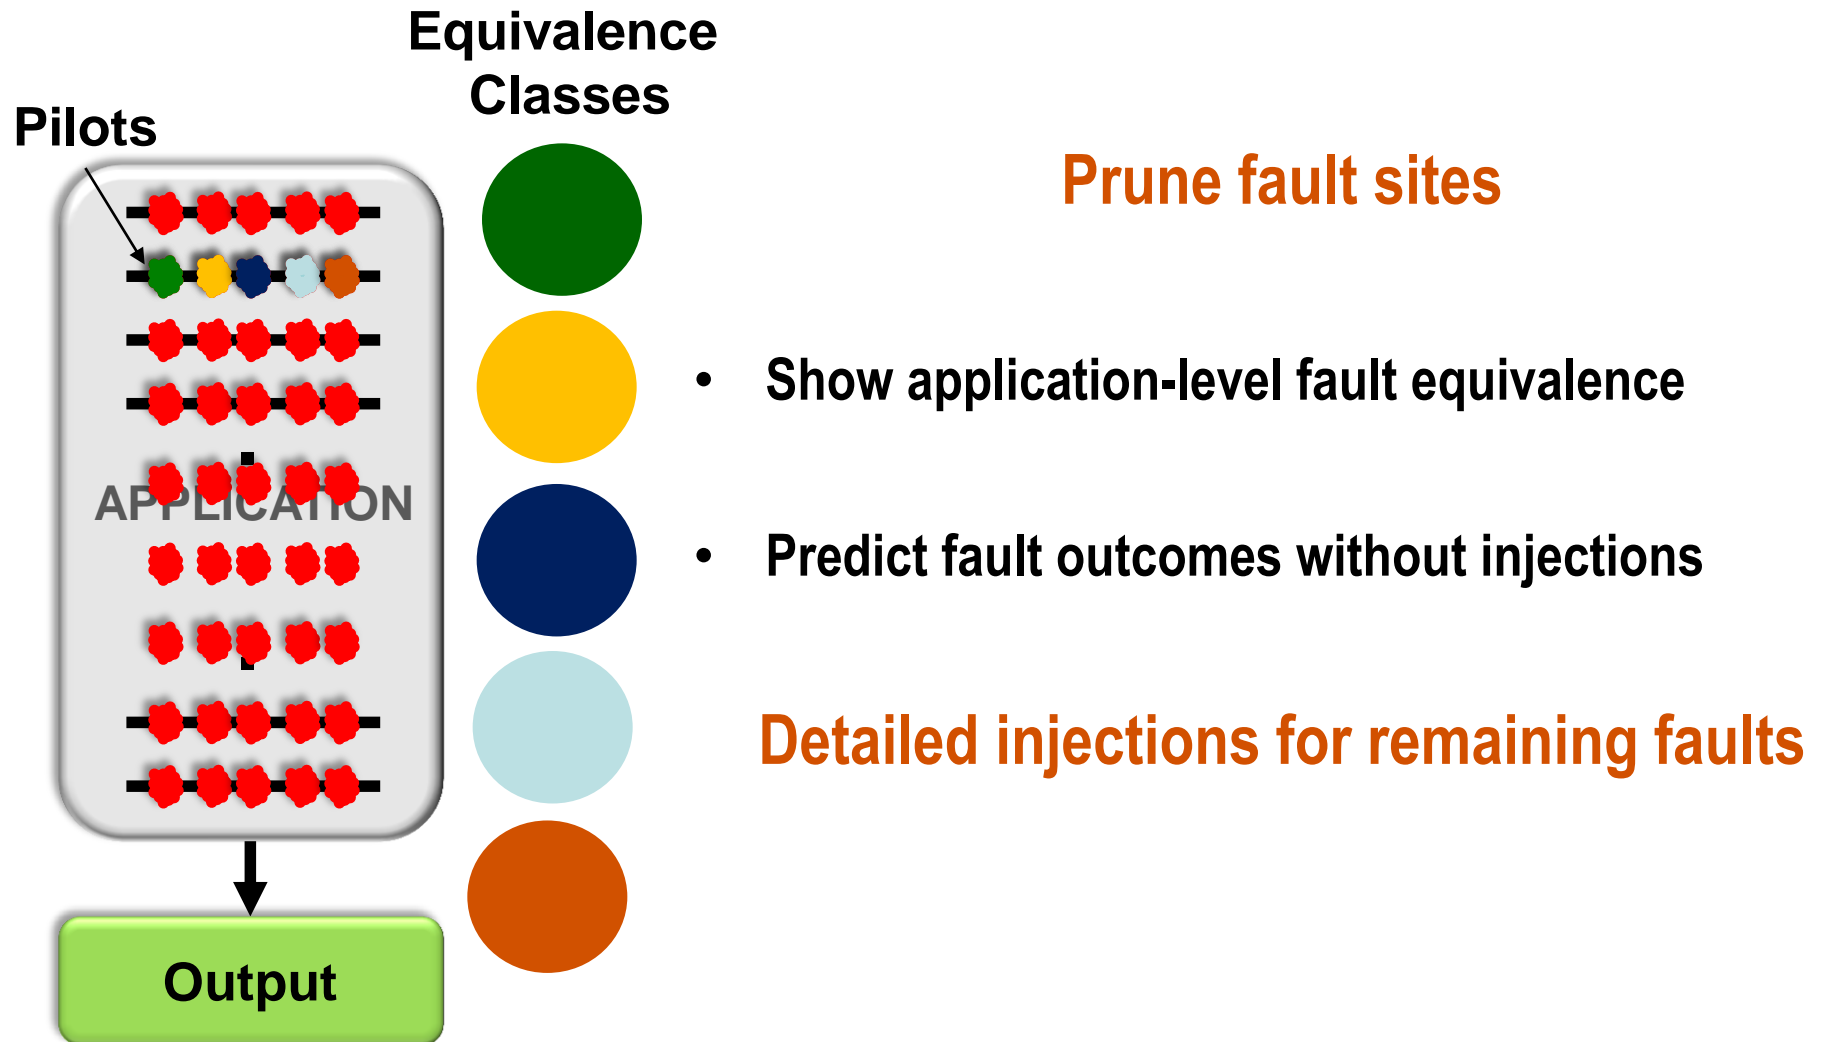 Equivalence
Classes
Pilots
APPLICATION
Output
Prune fault sites
• Show application-level fault equivalence
• Predict fault outcomes without injections
Detailed injections for remaining faults